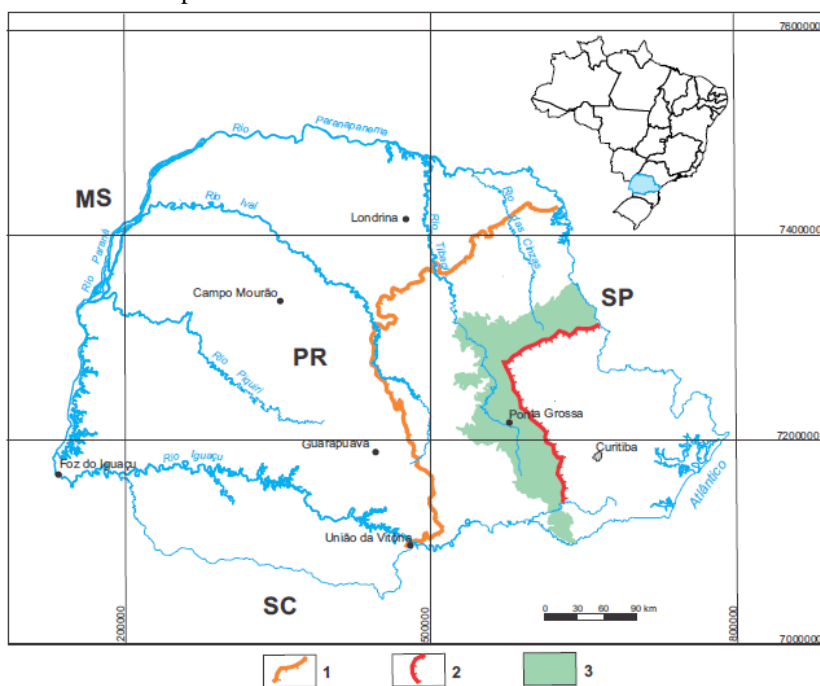 7600000
Rio
Paranapanema
MS
Rio
Ivaí
Londrina
Rio
das Cinzas
7400000
Rio Paraná
Rio
Tibagi
SP
Campo Mourão
PR
Rio
Piquiri
Ponta Grossa
Guarapuava
Curitiba
7200000
Foz do Iguaçu
Rio
Iguaçu
Atlântico
União da Vitória
SC
0 30 60 90 km
200000
500000
800000
7000000
1
2
3